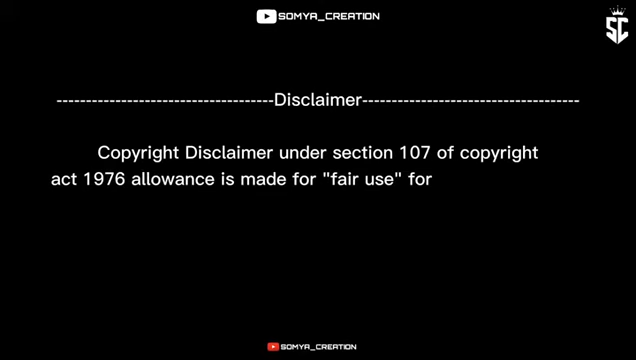 SOMYA_CREATION
SC
------------------------------------Disclaimer------------------------------------
Copyright Disclaimer under section 107 of copyright
act 1976 allowance is made for "fair use" for
SOMYA_CREATION